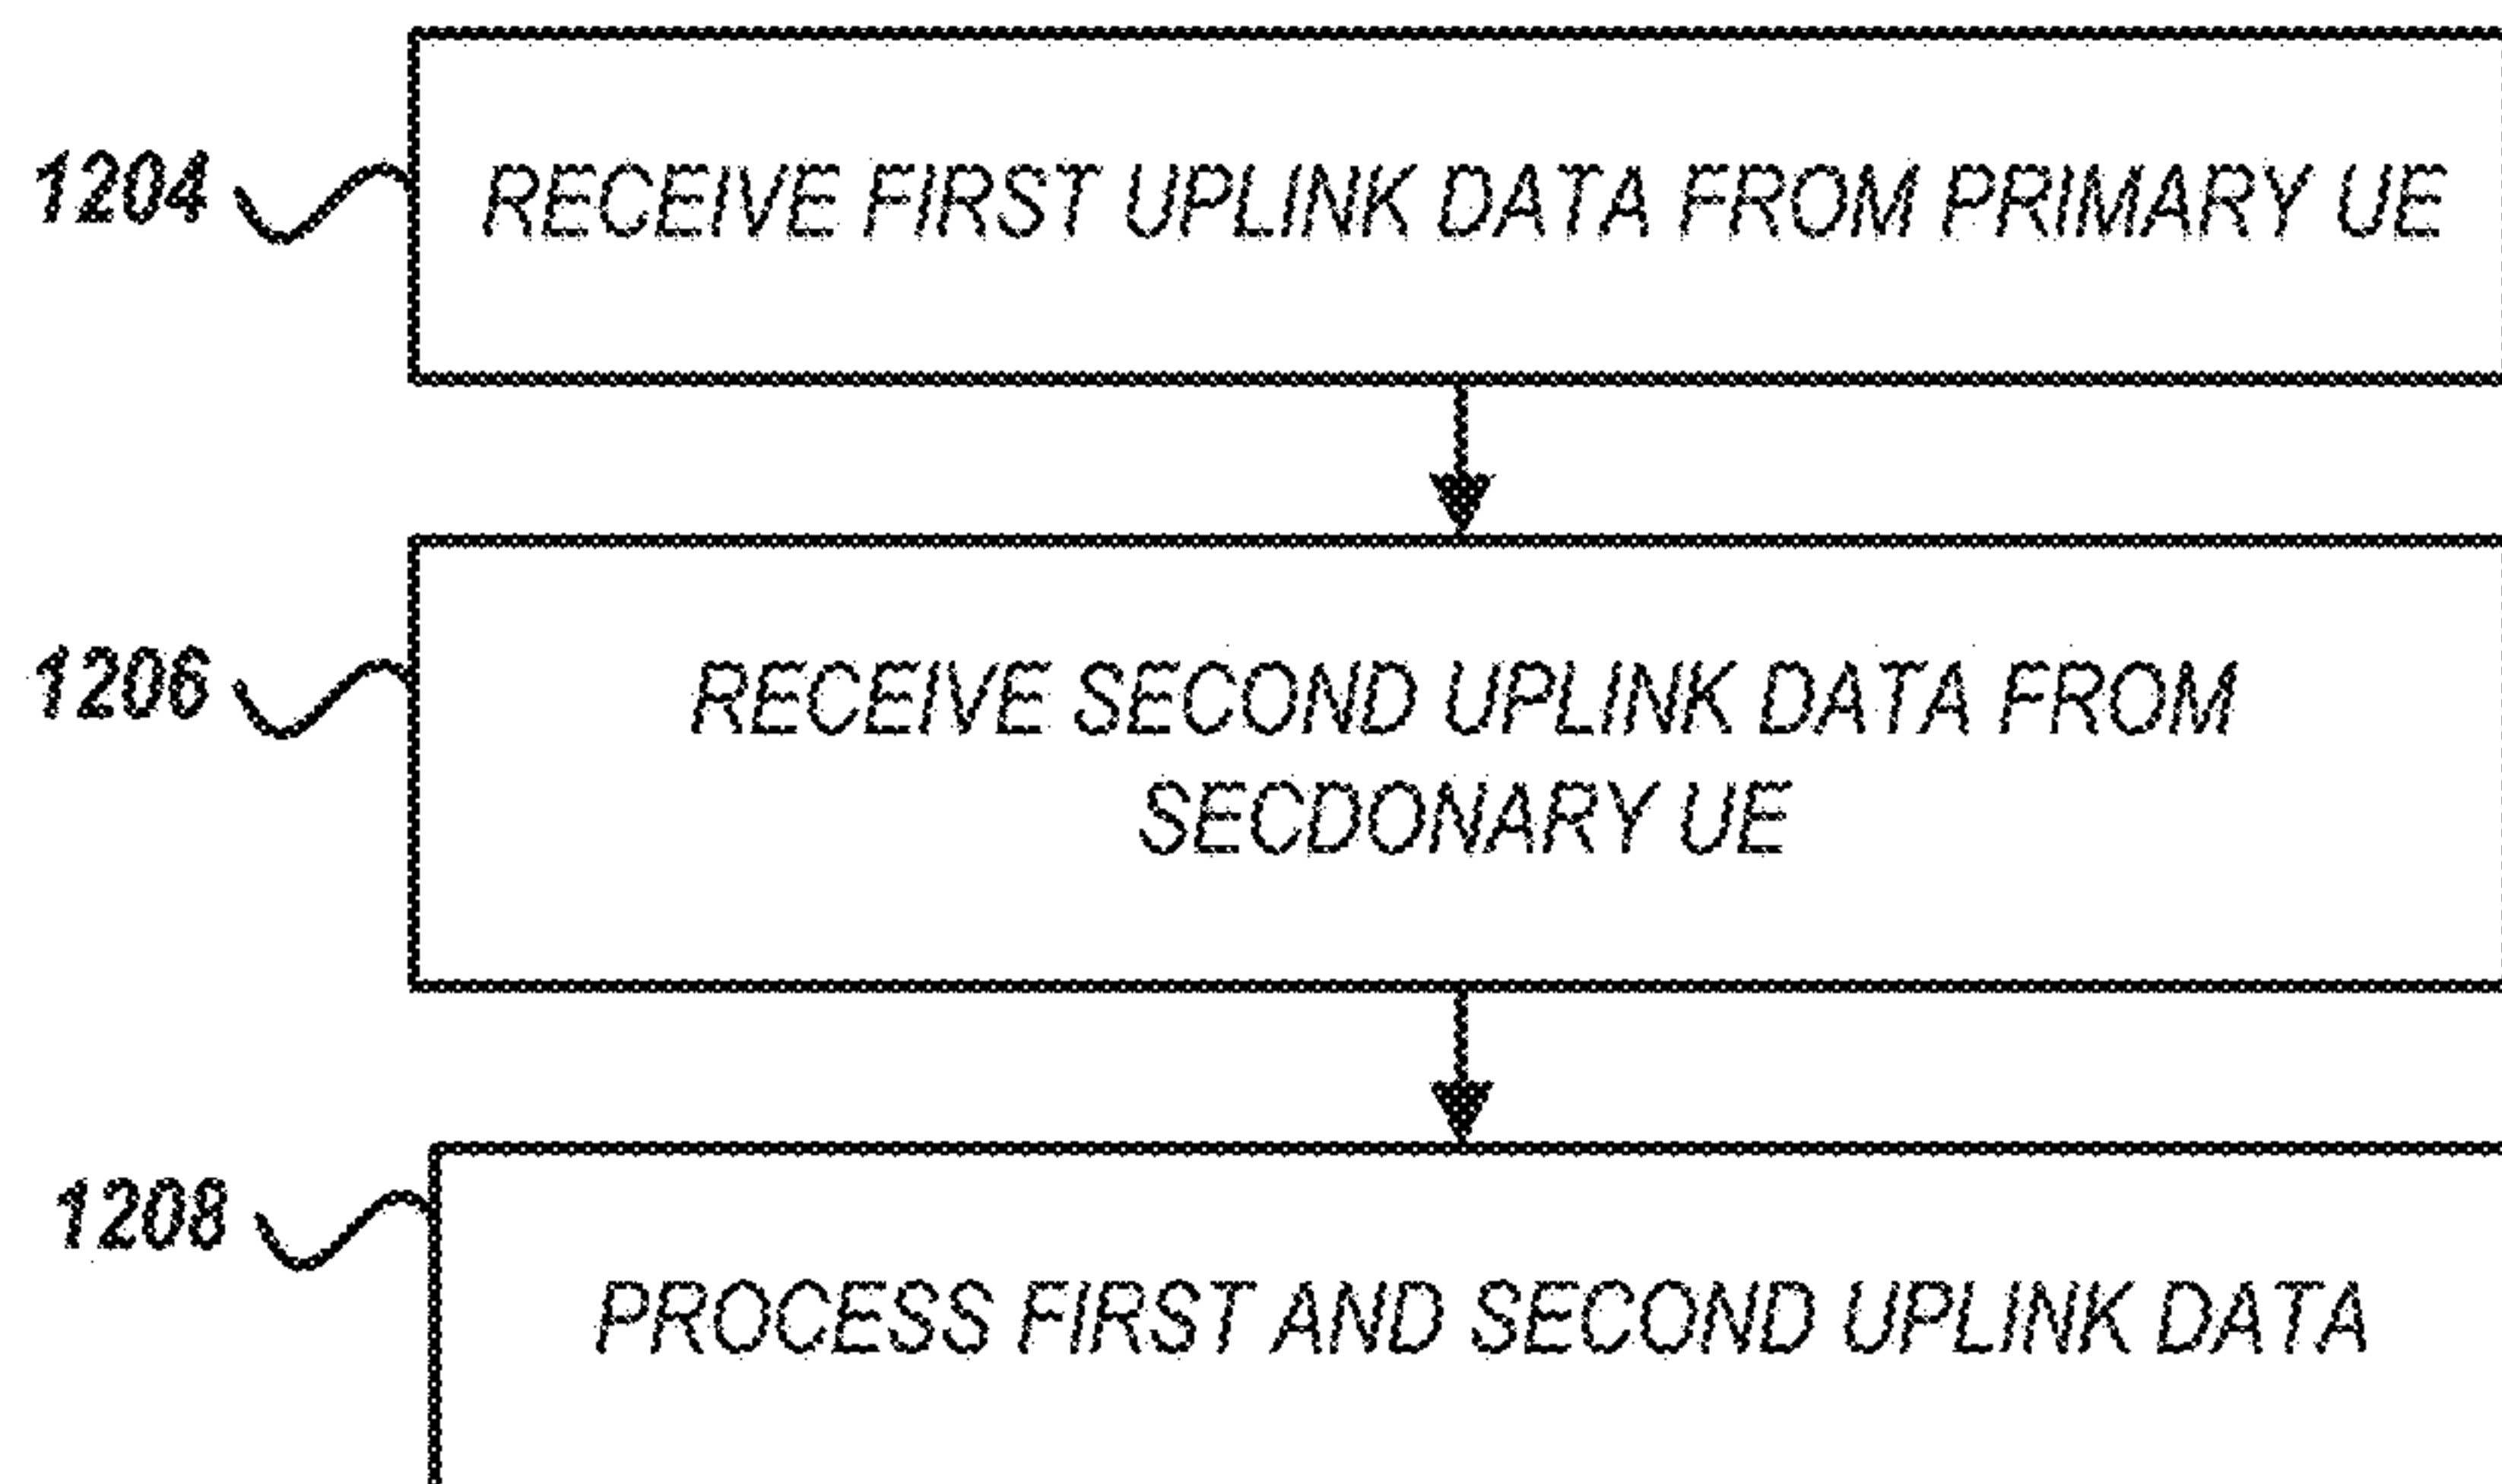 1204 RECEIVE FIRST UPLINK DATA FROM PRIMARY UE
1206 RECEIVE SECOND UPLINK DATA FROM
SECDONARY UE
1208
PROCESS FIRST AND SECOND UPLINK DATA